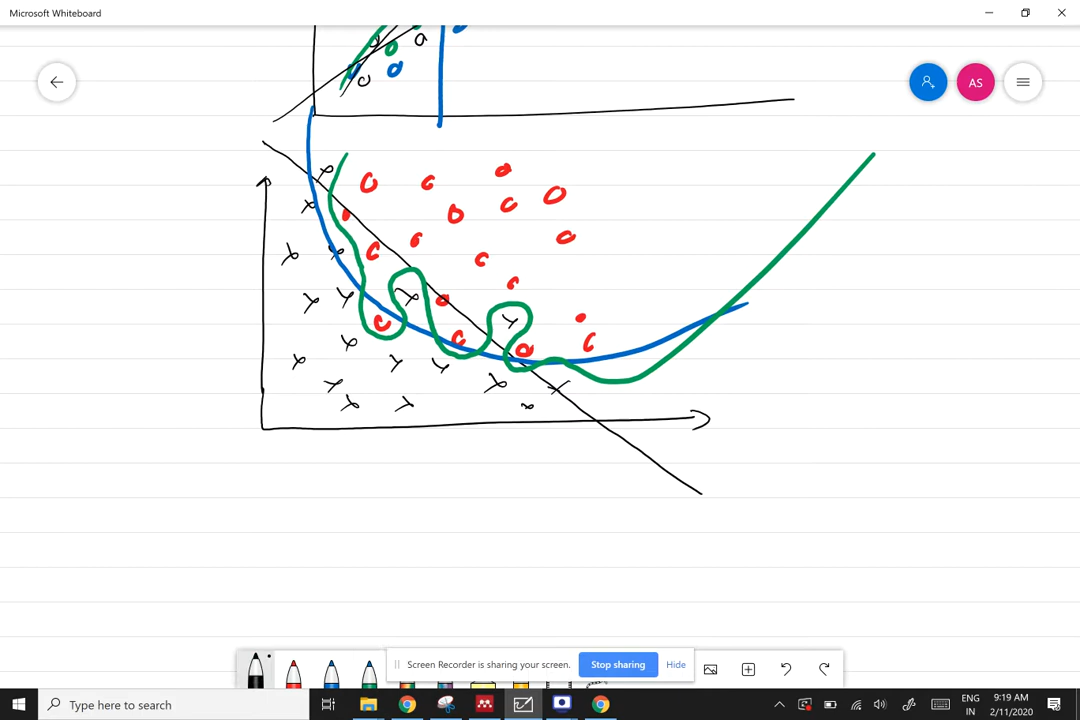 Microsoft Whiteboard
AS
Screen Recorder is sharing your screen.
Stop sharing
Hide
Type here to search
ENG
IN
9:19 AM
2/11/2020